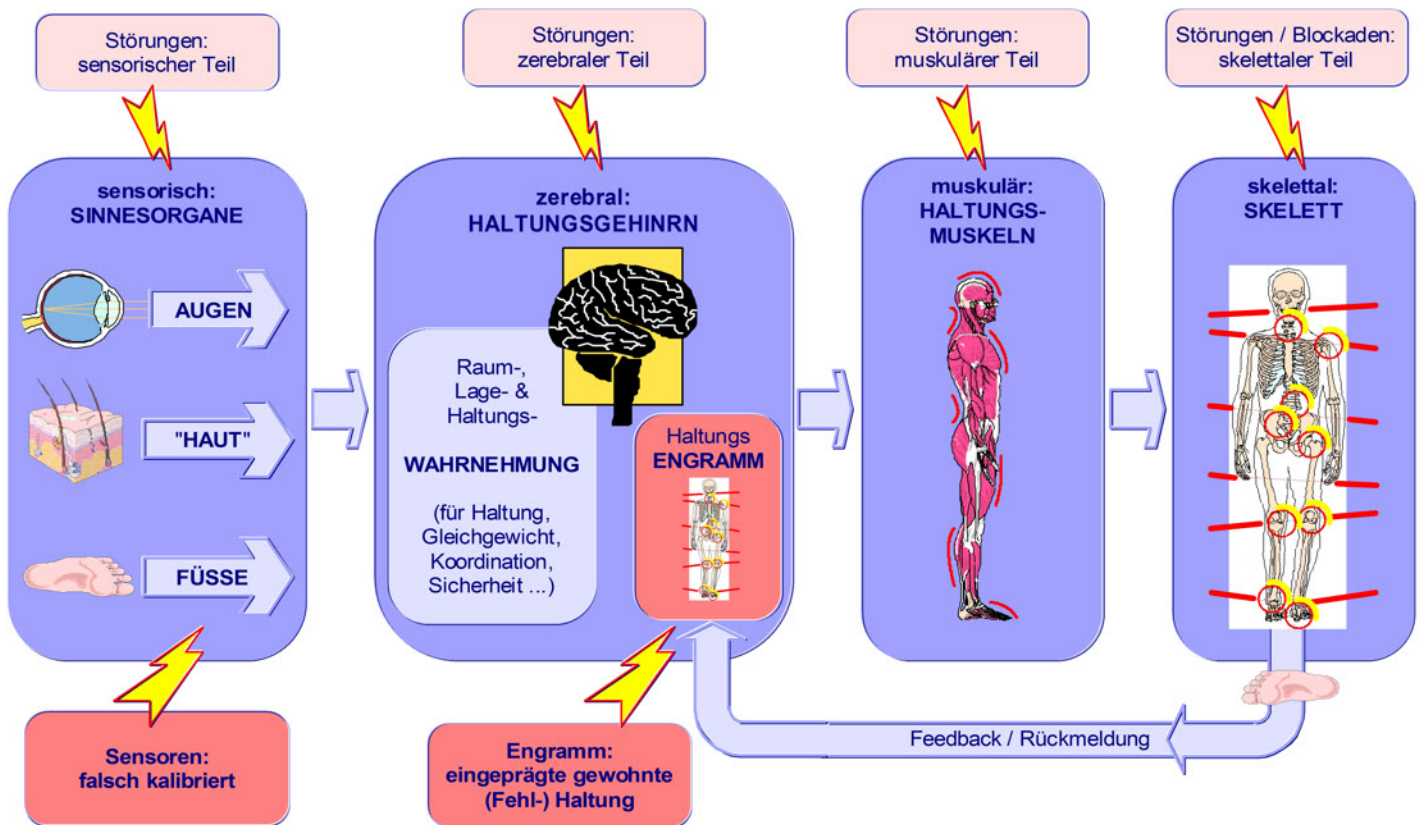 Störungen:
sensorischer Teil
Störungen:
zerebraler Teil
Störungen:
muskulärer Teil
Störungen / Blockaden:
skelettaler Teil
sensorisch:
SINNESORGANE
AUGEN
"HAUT"
FÜSSE
zerebral:
HALTUNGSGEHINRN
Raum-,
Lage- &
Haltungs-
WAHRNEHMUNG
(für Haltung,
Gleichgewicht,
Koordination,
Sicherheit ...)
Haltungs
ENGRAMM
muskulär:
HALTUNGS-
MUSKELN
skelettal:
SKELETT
Sensoren:
falsch kalibriert
Engramm:
eingeprägte gewohnte
(Fehl-) Haltung
Feedback / Rückmeldung